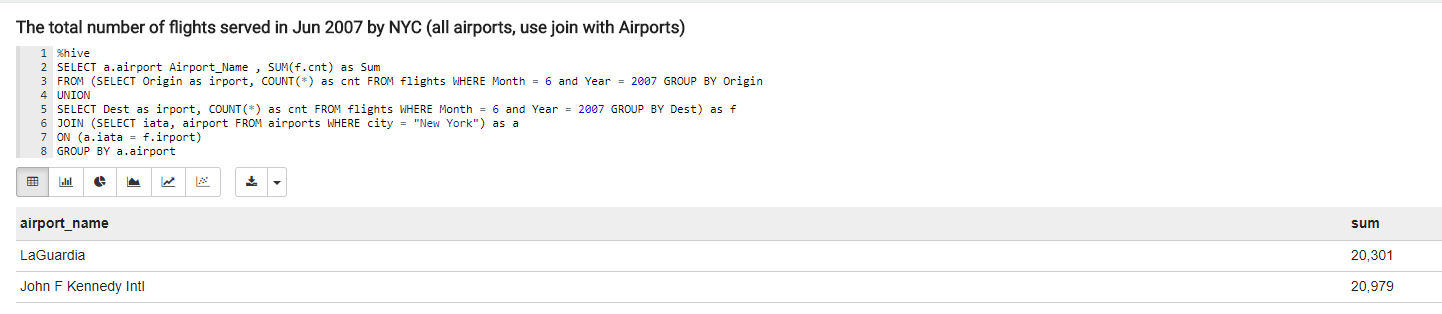 The total number of flights served in Jun 2007 by NYC (all airports, use join with Airports)
1 %hive
2 SELECT a.airport Airport_Name , SUM(f.cnt) as Sum
3 FROM (SELECT Origin as irport, COUNT(*) as cnt FROM flights WHERE Month = 6 and Year = 2007 GROUP BY Origin
4 UNION
5 SELECT Dest as irport, COUNT(*) as cnt FROM flights WHERE Month = 6 and Year = 2007 GROUP BY Dest) as f
6 JOIN (SELECT iata, airport FROM airports WHERE city = "New York") as a
7 ON (a.iata = f.irport)
8 GROUP BY a.airport
airport_name sum
LaGuardia 20,301
John F Kennedy Intl 20,979